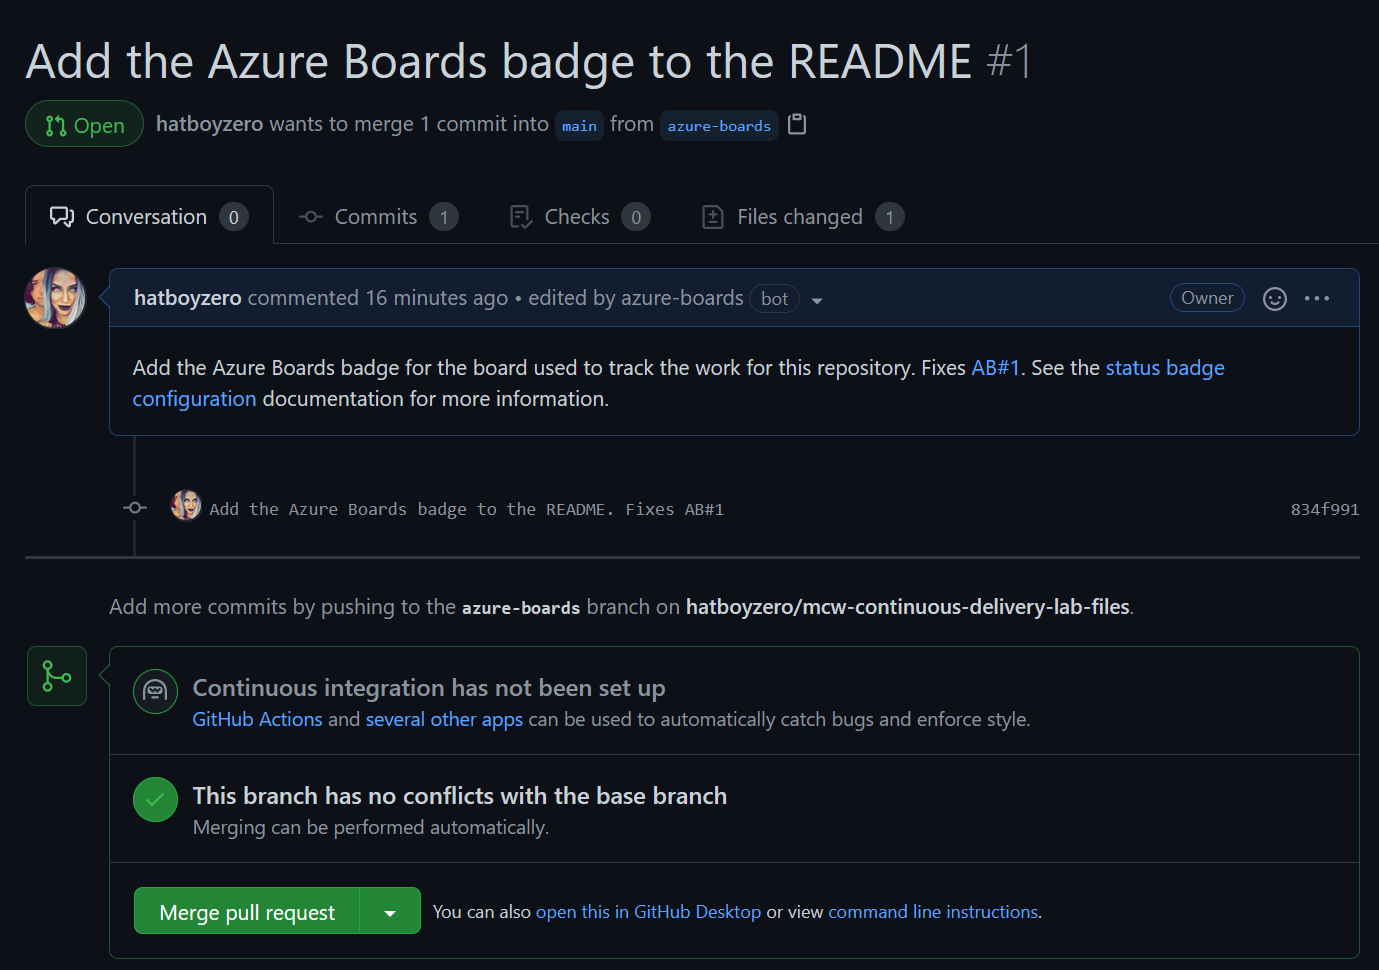 Add the Azure Boards badge to the README #1
Open hatboyzero wants to merge 1 commit into main from azure-boards
Conversation 0 Commits 1 Checks 0 Files changed 1
hatboyzero commented 16 minutes ago • edited by azure-boards bot Owner
Add the Azure Boards badge for the board used to track the work for this repository. Fixes AB#1. See the status badge
configuration documentation for more information.
Add the Azure Boards badge to the README. Fixes AB#1 834f991
Add more commits by pushing to the azure-boards branch on hatboyzero/mcw-continuous-delivery-lab-files.
Continuous integration has not been set up
GitHub Actions and several other apps can be used to automatically catch bugs and enforce style.
This branch has no conflicts with the base branch
Merging can be performed automatically.
Merge pull request You can also open this in GitHub Desktop or view command line instructions.